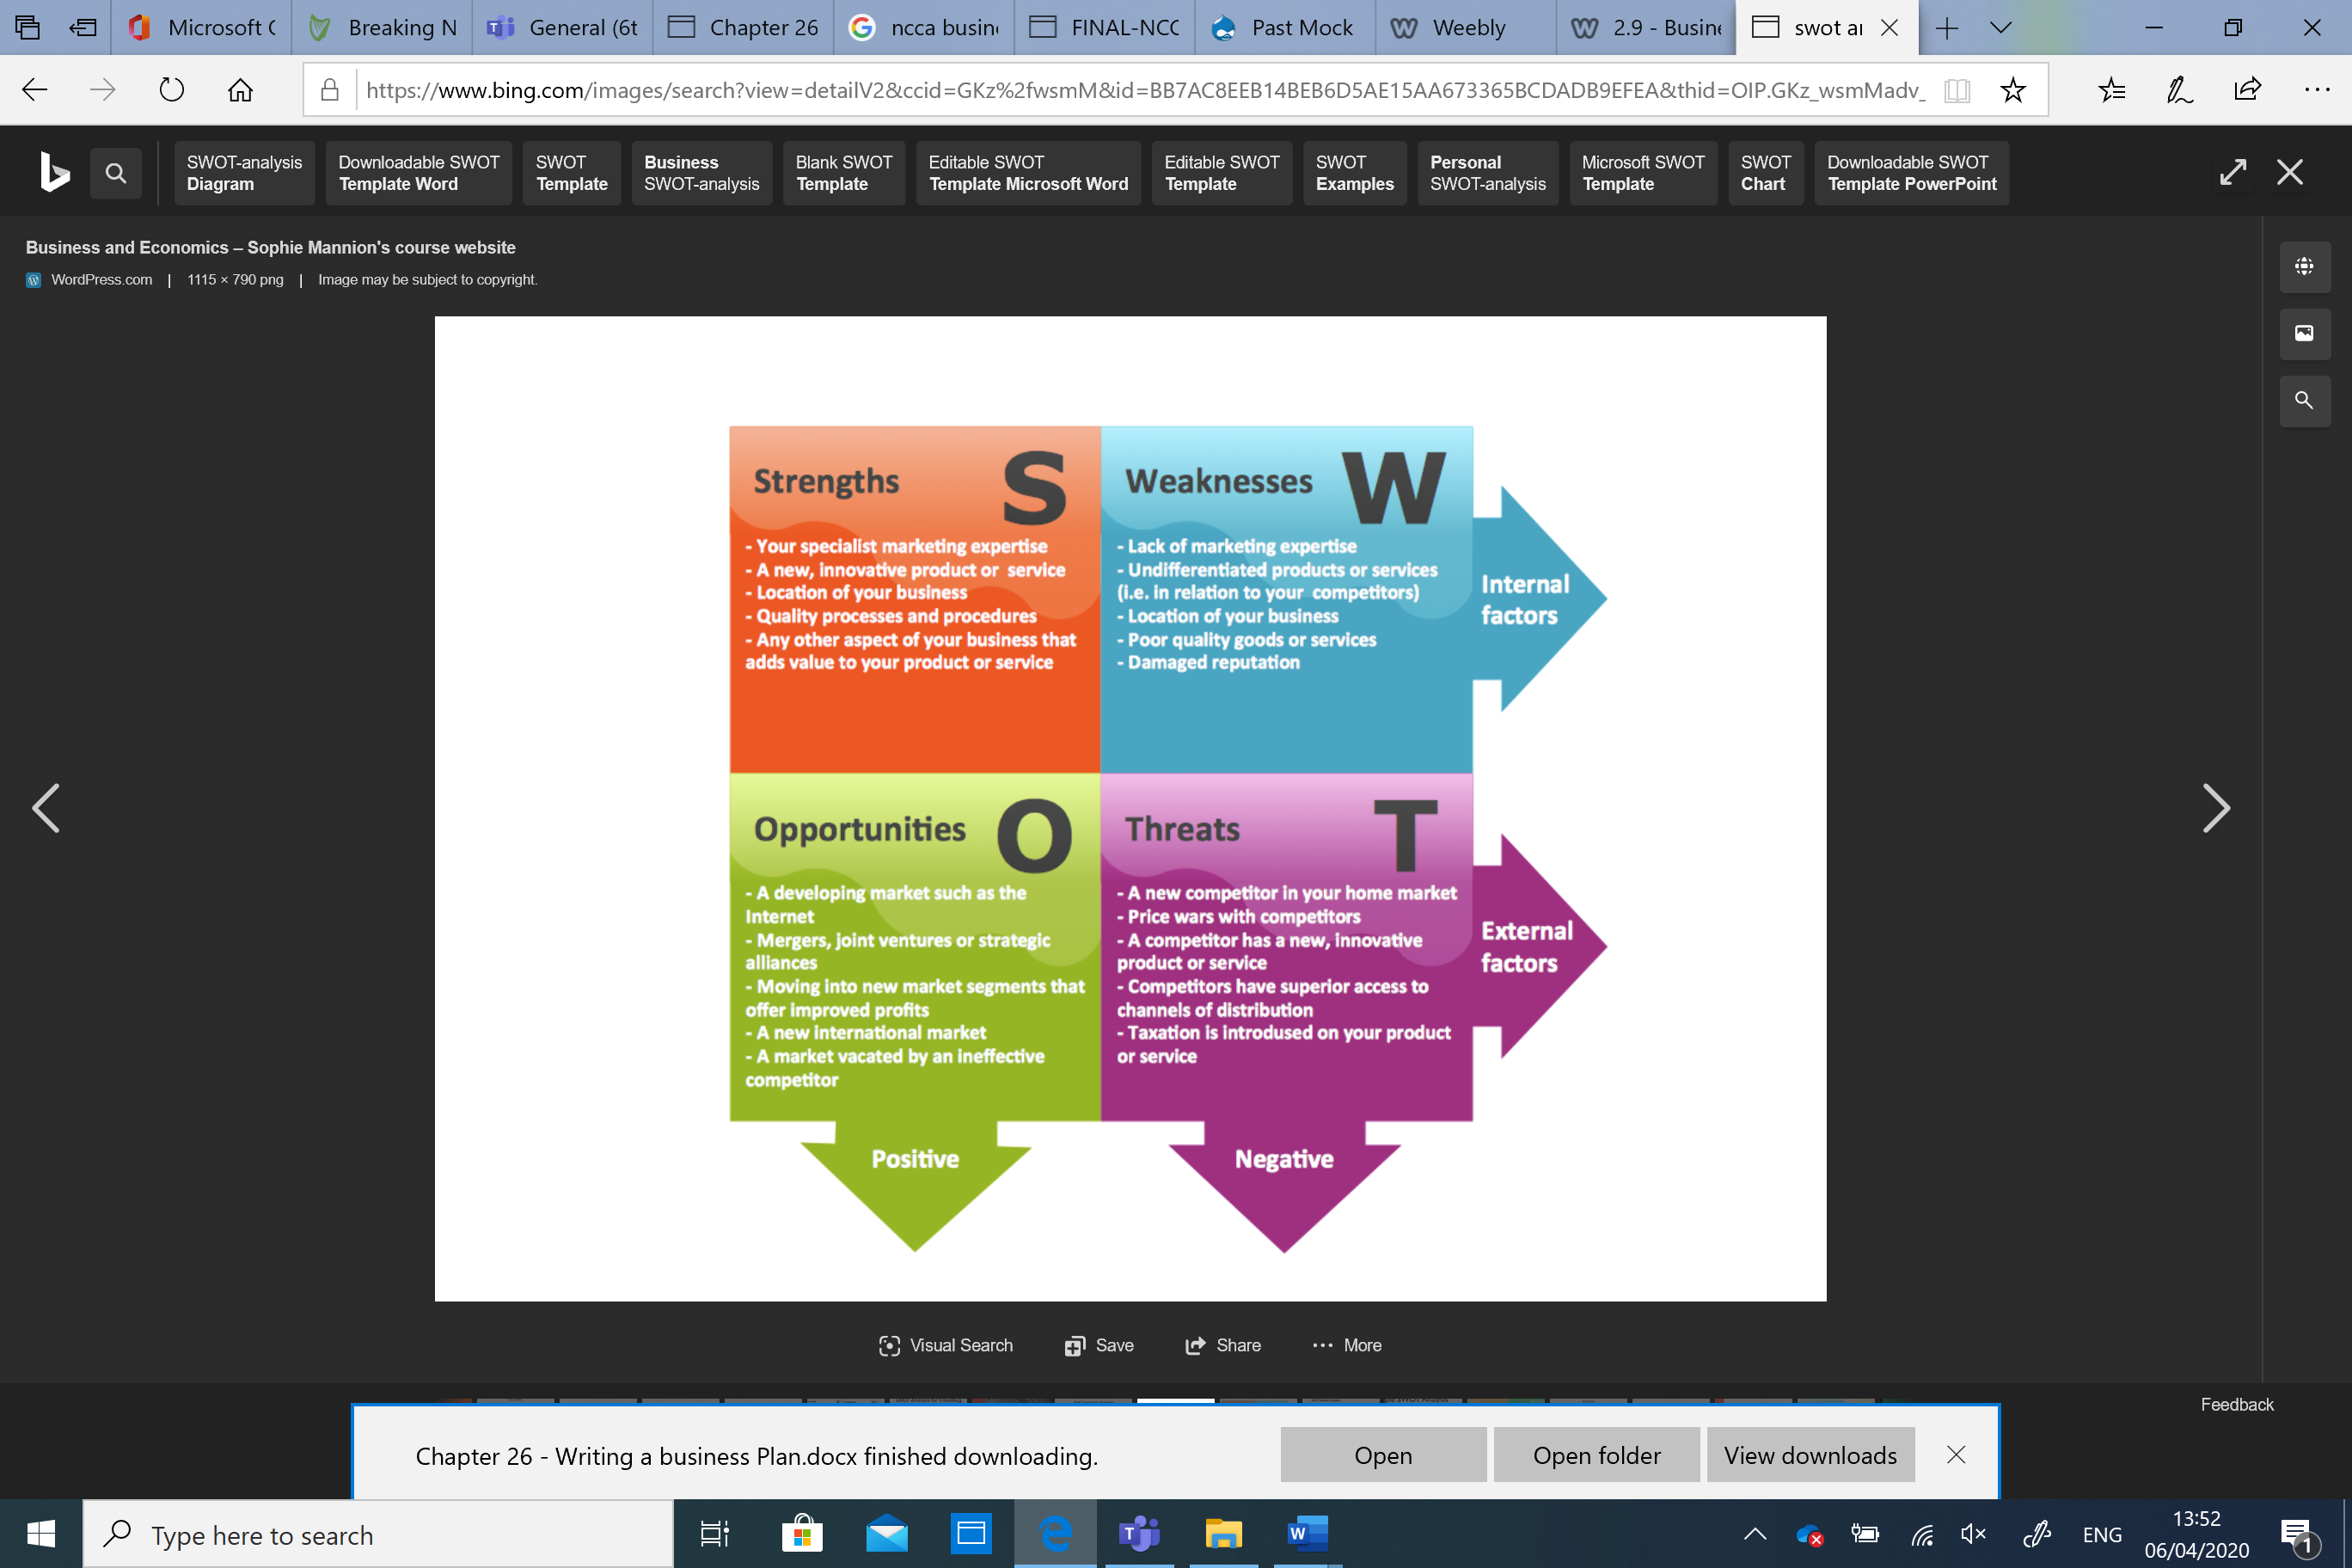 Microsoft C
Breaking N
General (6t
Chapter 26
ncca busin
FINAL-NCC
Past Mock
Weebly
2.9 - Busine
swot ar
https://www.bing.com/images/search?view=detailV2&ccid=GKz%2fwsmM&id=BB7AC8EEB14BEB6D5AE15AA673365BCDADB9EFEA&thid=OIP.GKz_wsmMadv_
SWOT-analysis
Diagram
Downloadable SWOT
Template Word
SWOT
Template
Business
SWOT-analysis
Blank SWOT
Template
Editable SWOT
Template Microsoft Word
Editable SWOT
Template
SWOT
Examples
Personal
SWOT-analysis
Microsoft SWOT
Template
SWOT
Chart
Downloadable SWOT
Template PowerPoint
Business and Economics – Sophie Mannion's course website
WordPress.com | 1115 × 790 png | Image may be subject to copyright.
Strengths S
- Your specialist marketing expertise
- A new, innovative product or service
- Location of your business
- Quality processes and procedures
- Any other aspect of your business that
adds value to your product or service
Weaknesses W
- Lack of marketing expertise
- Undifferentiated products or services
(i.e. in relation to your competitors)
- Location of your business
- Poor quality goods or services
- Damaged reputation
Internal
factors
Opportunities O
- A developing market such as the
Internet
- Mergers, joint ventures or strategic
alliances
- Moving into new market segments that
offer improved profits
- A new international market
- A market vacated by an ineffective
competitor
Threats T
- A new competitor in your home market
- Price wars with competitors
- A competitor has a new, innovative
product or service
- Competitors have superior access to
channels of distribution
- Taxation is introdused on your product
or service
External
factors
Positive
Negative
Visual Search
Save
Share
More
Feedback
Chapter 26 - Writing a business Plan.docx finished downloading.
Open
Open folder
View downloads
Type here to search
ENG
13:52
06/04/2020
1